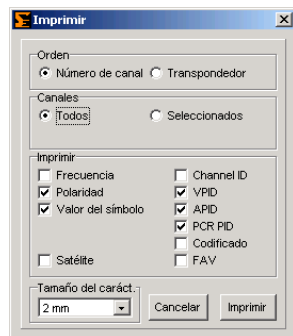 Imprimir
Orden
Número de canal Transpondedor
Canales
Todos Seleccionados
Imprimir
Frecuencia Channel ID
Polaridad VPID
Valor del símbolo APID
PCR PID
Codificado
Satélite FAV
Tamaño del caráct.
2 mm Cancelar Imprimir